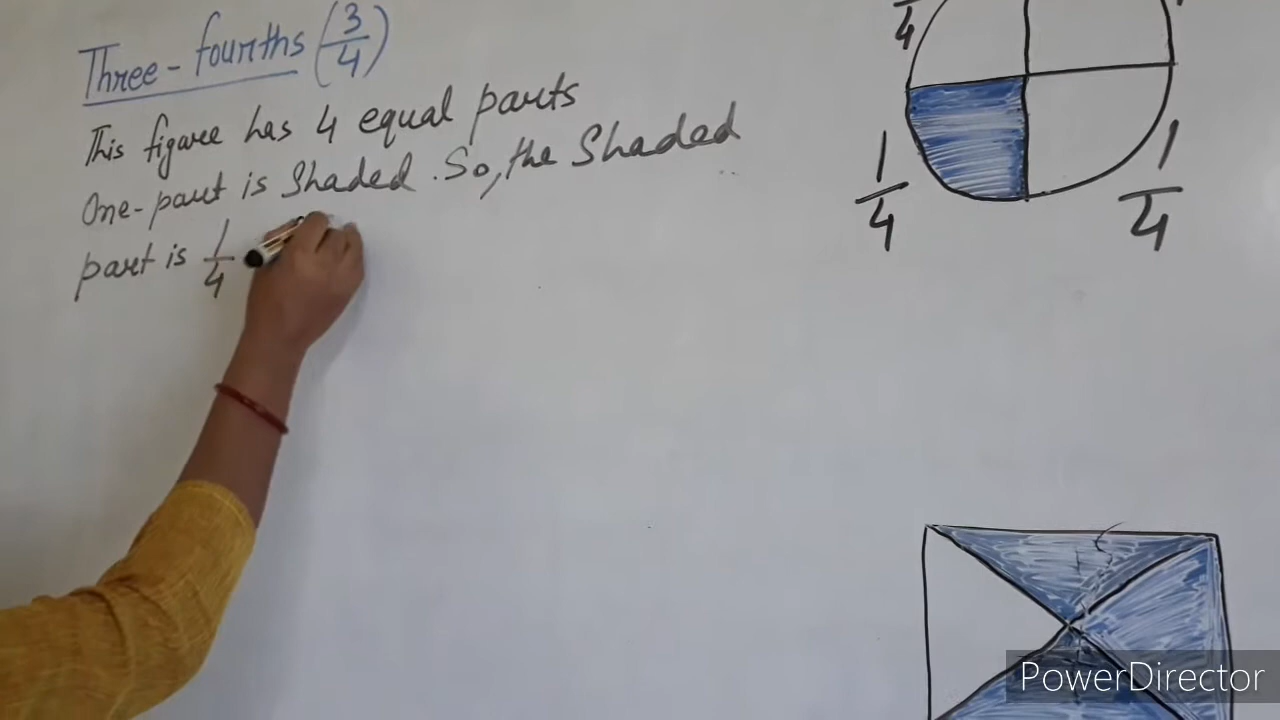 Three-fourths (3/4)
This figure has 4 equal parts
One-part is Shaded. So, the Shaded
part is 1/4
4
1/4
1/4
PowerDirector